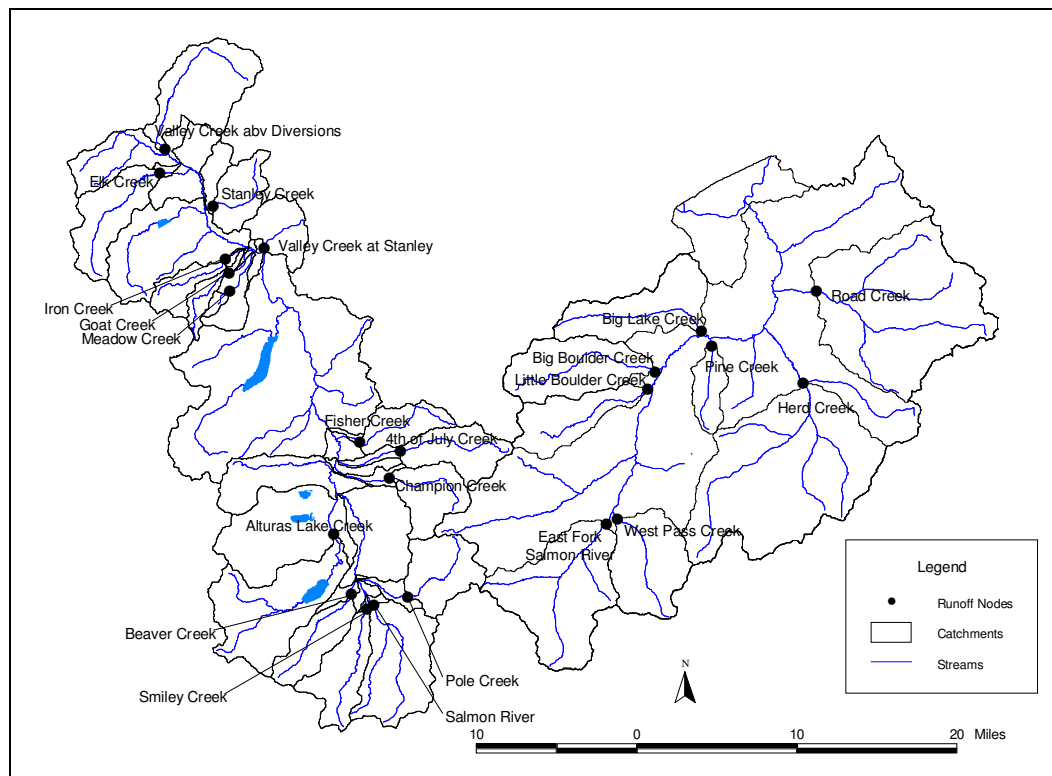 Valley Creek abv Diversions
Elk Creek
Stanley Creek
Valley Creek at Stanley
Iron Creek
Goat Creek
Meadow Creek
Road Creek
Big Lake Creek
Big Boulder Creek
Pine Creek
Little Boulder Creek
Herd Creek
Fisher Creek
4th of July Creek
Champion Creek
Alturas Lake Creek
East Fork
Salmon River
West Pass Creek
Beaver Creek
Smiley Creek
Pole Creek
Salmon River
Legend
Runoff Nodes
Catchments
Streams
N
10 0 10 20 Miles